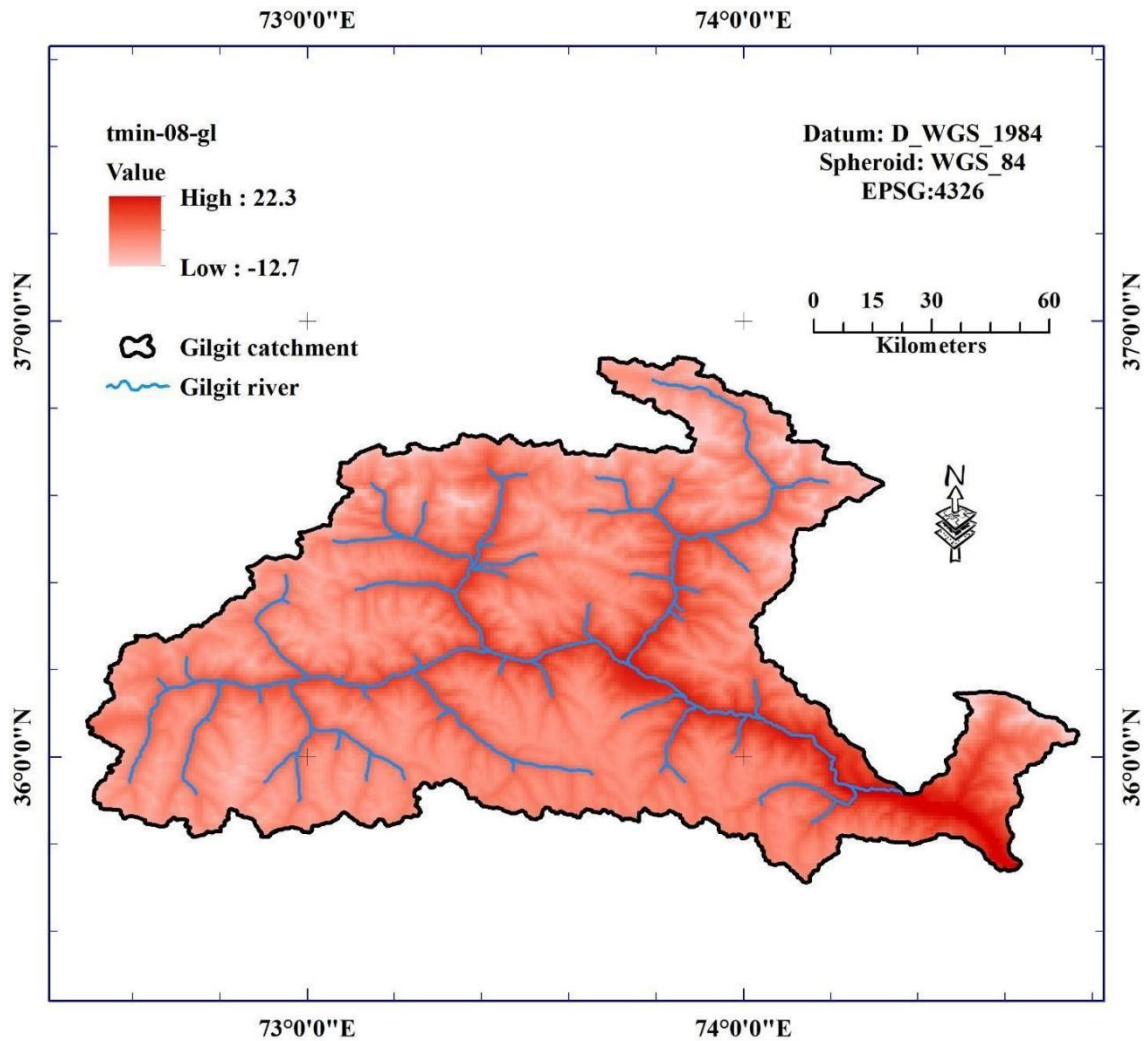 73°0'0"E
74°0'0"E
tmin-08-gl
Value
High : 22.3
Low : -12.7
Datum: D_WGS_1984
Spheroid: WGS_84
EPSG:4326
0 15 30 60
Kilometers
37°0'0"N
37°0'0"N
Gilgit catchment
Gilgit river
N
36°0'0"N
36°0'0"N
73°0'0"E
74°0'0"E